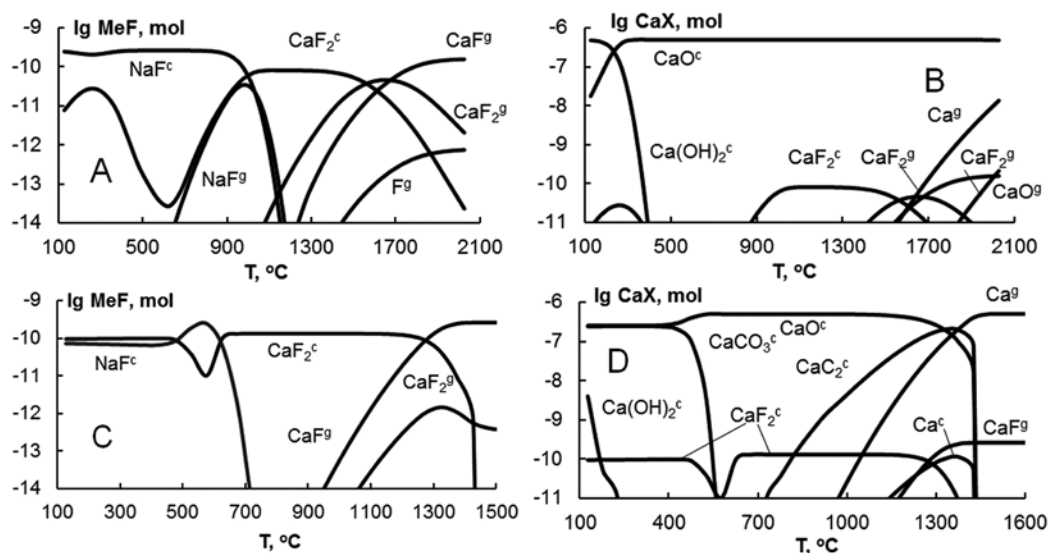 lg MeF, mol
-9
-10
-11
-12
-13
-14
NaFᶜ
CaF₂ᶜ
CaFᵍ
CaF₂ᵍ
NaFᵍ
Fᵍ
A
100 500 900 1300 1700 2100
T, °C
lg CaX, mol
-5
-6
-7
-8
-9
-10
-11
CaOᶜ
B
Caᵍ
Ca(OH)₂ᶜ
CaF₂ᶜ
CaF₂ᵍ
CaF₂ᵍ
CaOᵍ
100 500 900 1300 1700 2100
T, °C
lg MeF, mol
-9
-10
-11
-12
-13
-14
NaFᶜ
CaF₂ᶜ
CaF₂ᵍ
CaFᵍ
C
100 300 500 700 900 1100 1300 1500
T, °C
lg CaX, mol
-6
-7
-8
-9
-10
-11
Caᵍ
CaOᶜ
CaCO₃ᶜ
CaC₂ᶜ
D
Ca(OH)₂ᶜ
CaF₂ᶜ
Caᶜ
CaFᵍ
100 400 700 1000 1300 1600
T, °C